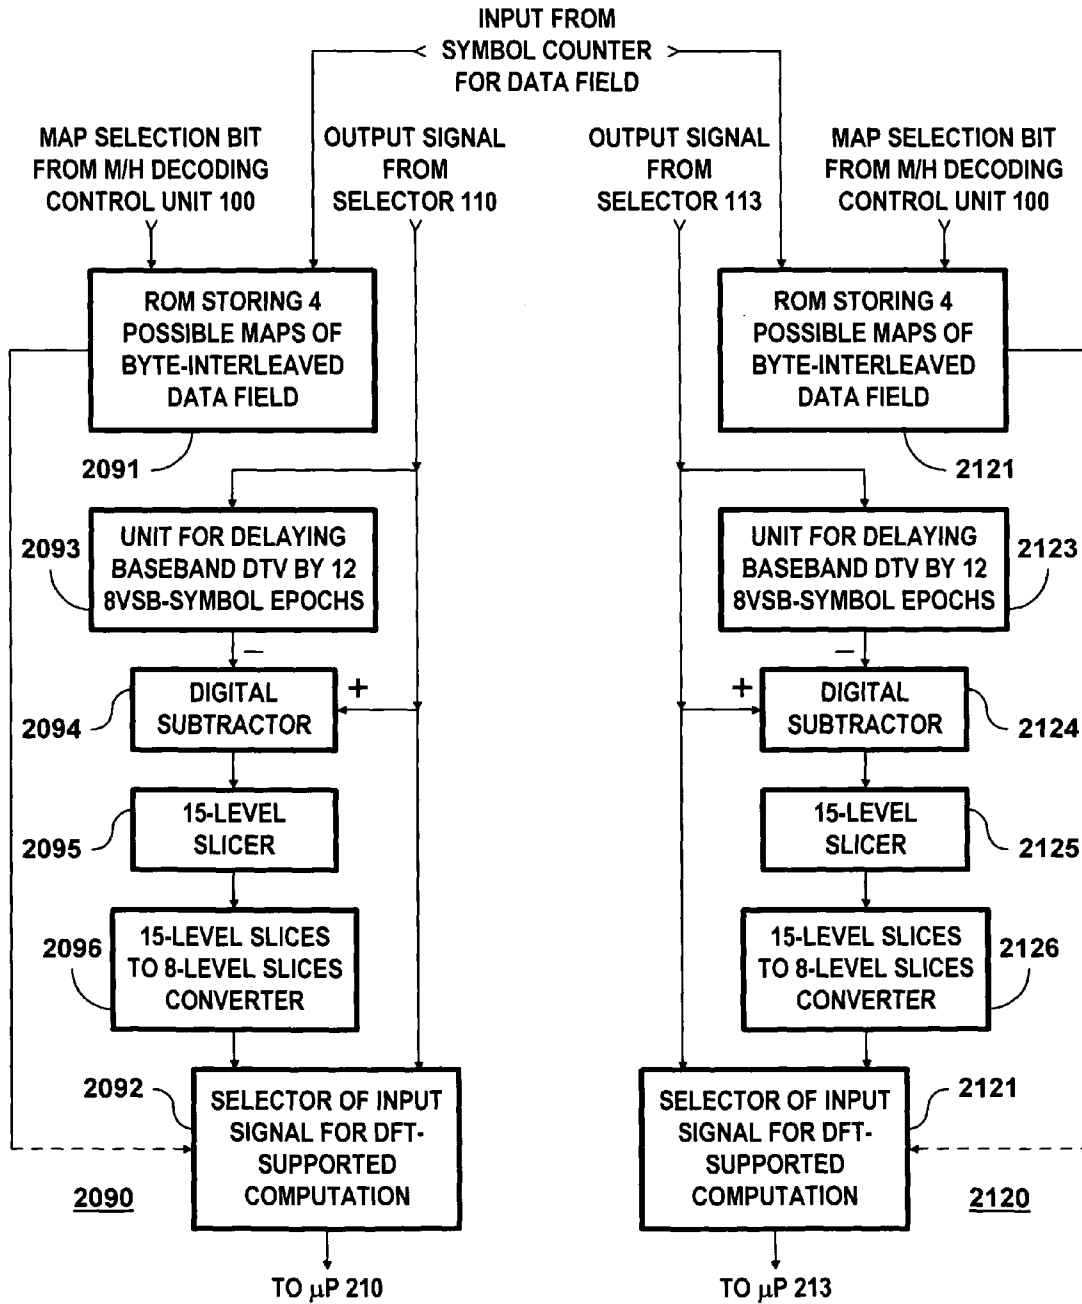 INPUT FROM
SYMBOL COUNTER
FOR DATA FIELD
MAP SELECTION BIT
FROM M/H DECODING
CONTROL UNIT 100
OUTPUT SIGNAL
FROM
SELECTOR 110
OUTPUT SIGNAL
FROM
SELECTOR 113
MAP SELECTION BIT
FROM M/H DECODING
CONTROL UNIT 100
ROM STORING 4
POSSIBLE MAPS OF
BYTE-INTERLEAVED
DATA FIELD
2091
ROM STORING 4
POSSIBLE MAPS OF
BYTE-INTERLEAVED
DATA FIELD
2121
2093
UNIT FOR DELAYING
BASEBAND DTV BY 12
8VSB-SYMBOL EPOCHS
UNIT FOR DELAYING
BASEBAND DTV BY 12
8VSB-SYMBOL EPOCHS
2123
−
−
2094
DIGITAL
SUBTRACTOR
+
+
DIGITAL
SUBTRACTOR
2124
2095
15-LEVEL
SLICER
15-LEVEL
SLICER
2125
2096
15-LEVEL SLICES
TO 8-LEVEL SLICES
CONVERTER
15-LEVEL SLICES
TO 8-LEVEL SLICES
CONVERTER
2126
2092
SELECTOR OF INPUT
SIGNAL FOR DFT-
SUPPORTED
COMPUTATION
2090
SELECTOR OF INPUT
SIGNAL FOR DFT-
SUPPORTED
COMPUTATION
2121
2120
TO μP 210
TO μP 213